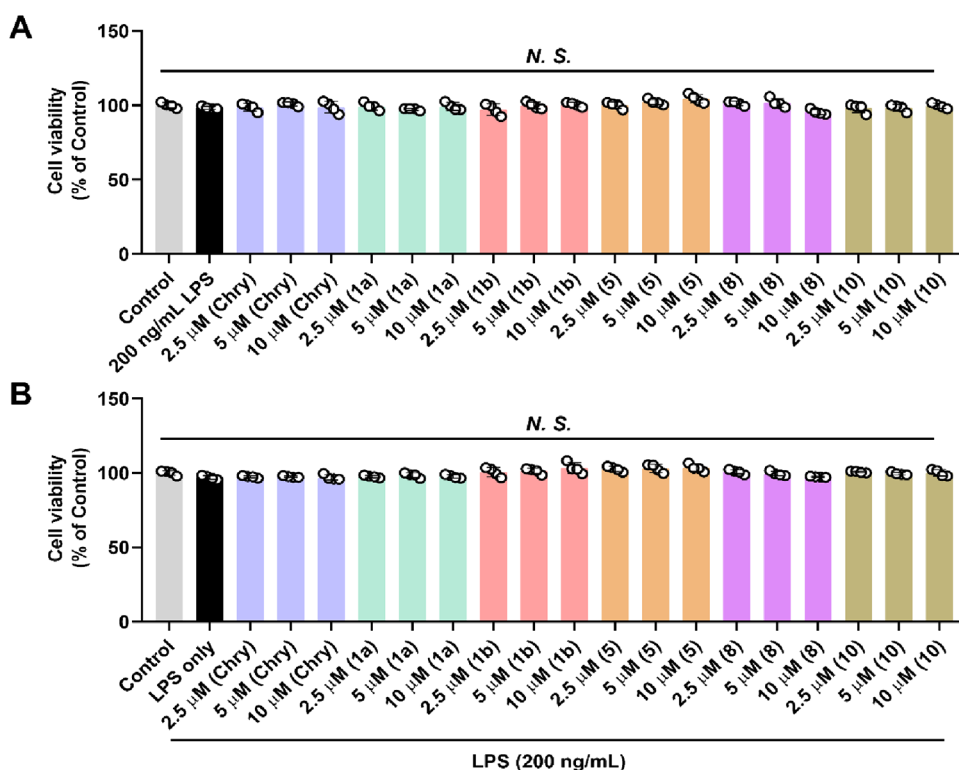 A
Cell viability
(% of Control)
150
100
50
0
N. S.
Control
200 ng/mL LPS
2.5 µM (Chry)
5 µM (Chry)
10 µM (Chry)
2.5 µM (1a)
5 µM (1a)
10 µM (1a)
2.5 µM (1b)
5 µM (1b)
10 µM (1b)
2.5 µM (5)
5 µM (5)
10 µM (5)
2.5 µM (8)
5 µM (8)
10 µM (8)
2.5 µM (10)
5 µM (10)
10 µM (10)
B
Cell viability
(% of Control)
150
100
50
0
N. S.
Control
LPS only
2.5 µM (Chry)
5 µM (Chry)
10 µM (Chry)
2.5 µM (1a)
5 µM (1a)
10 µM (1a)
2.5 µM (1b)
5 µM (1b)
10 µM (1b)
2.5 µM (5)
5 µM (5)
10 µM (5)
2.5 µM (8)
5 µM (8)
10 µM (8)
2.5 µM (10)
5 µM (10)
10 µM (10)
LPS (200 ng/mL)